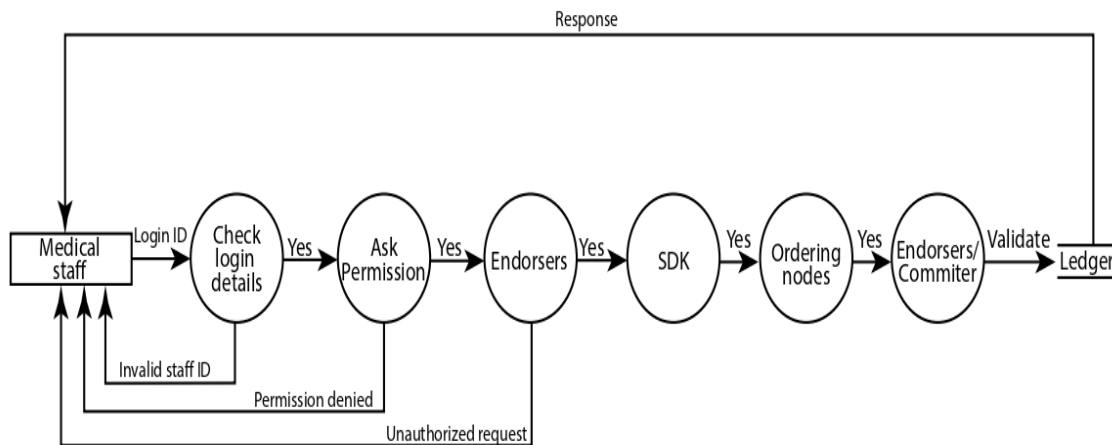 Response
Medical
staff
Login ID
Check
login
details
Yes
Ask
Permission
Yes
Endorsers
Yes
SDK
Yes
Ordering
nodes
Yes
Endorsers/
Commiter
Validate
Ledger
Invalid staff ID
Permission denied
Unauthorized request